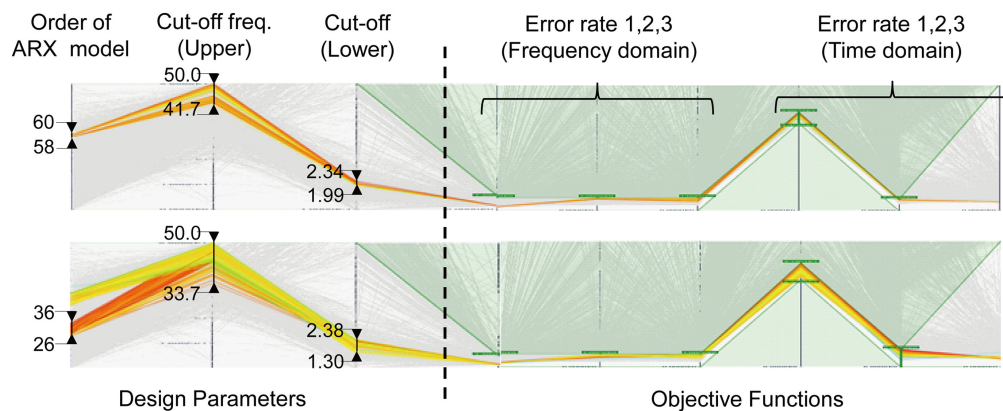 Order of
ARX model
Cut-off freq.
(Upper)
Cut-off
(Lower)
Error rate 1,2,3
(Frequency domain)
Error rate 1,2,3
(Time domain)
50.0
41.7
60
58
2.34
1.99
50.0
33.7
36
26
2.38
1.30
Design Parameters
Objective Functions